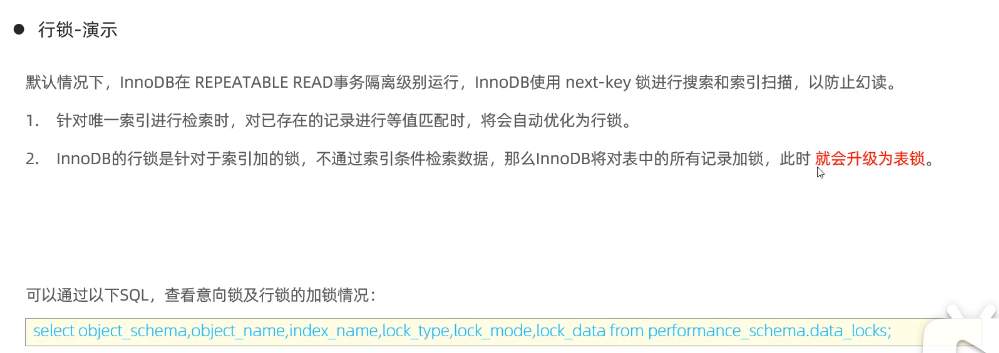 ● 行锁-演示
默认情况下，InnoDB在 REPEATABLE READ事务隔离级别运行，InnoDB使用 next-key 锁进行搜索和索引扫描，以防止幻读。
1. 针对唯一索引进行检索时，对已存在的记录进行等值匹配时，将会自动优化为行锁。
2. InnoDB的行锁是针对于索引加的锁，不通过索引条件检索数据，那么InnoDB将对表中的所有记录加锁，此时 就会升级为表锁。
可以通过以下SQL，查看意向锁及行锁的加锁情况：
select object_schema,object_name,index_name,lock_type,lock_mode,lock_data from performance_schema.data_locks;